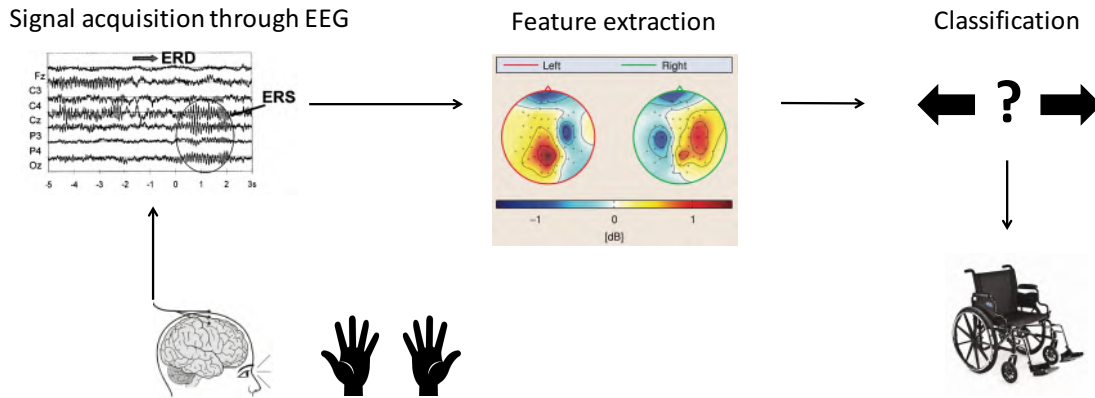 Signal acquisition through EEG
Feature extraction
Classification
ERD
ERS
Fz
C3
C4
Cz
P3
P4
Oz
-5 -4 -3 -2 -1 0 1 2 3s
Left Right
−1 0 1
[dB]
?